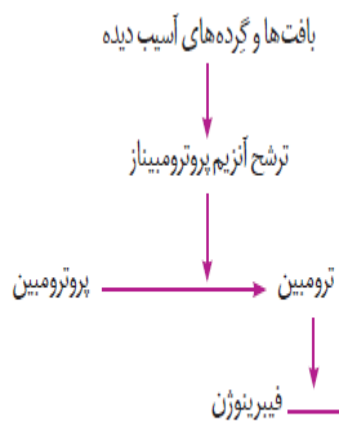 بافت‌ها و گِرده‌های آسیب دیده
ترشح آنزیم پروترومبیناز
پروترومبین
ترومبین
فیبرینوژن